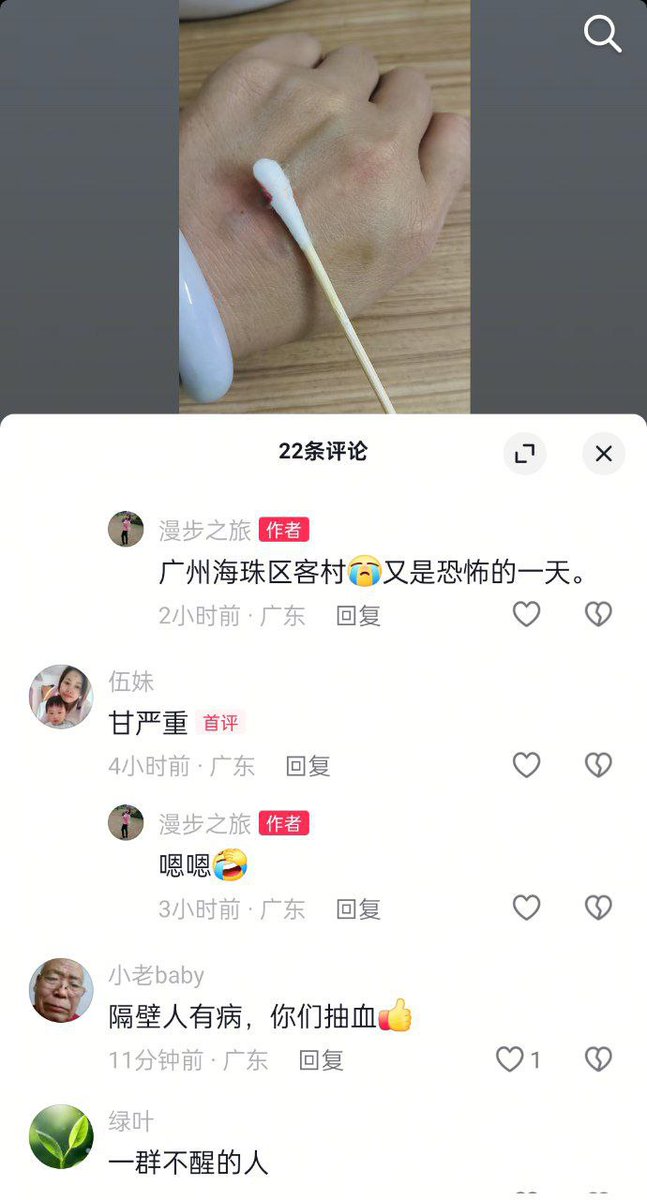 22条评论
漫步之旅 作者
广州海珠区客村😭又是恐怖的一天。
2小时前 · 广东 回复
伍妹
甘严重 首评
4小时前 · 广东 回复
漫步之旅 作者
嗯嗯🤣
3小时前 · 广东 回复
小老baby
隔壁人有病，你们抽血👍
11分钟前 · 广东 回复 1
绿叶
一群不醒的人